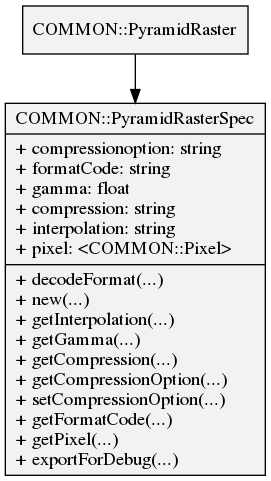 COMMON::PyramidRaster
COMMON::PyramidRasterSpec
+ compressionoption: string
+ formatCode: string
+ gamma: float
+ compression: string
+ interpolation: string
+ pixel: <COMMON::Pixel>
+ decodeFormat(...)
+ new(...)
+ getInterpolation(...)
+ getGamma(...)
+ getCompression(...)
+ getCompressionOption(...)
+ setCompressionOption(...)
+ getFormatCode(...)
+ getPixel(...)
+ exportForDebug(...)